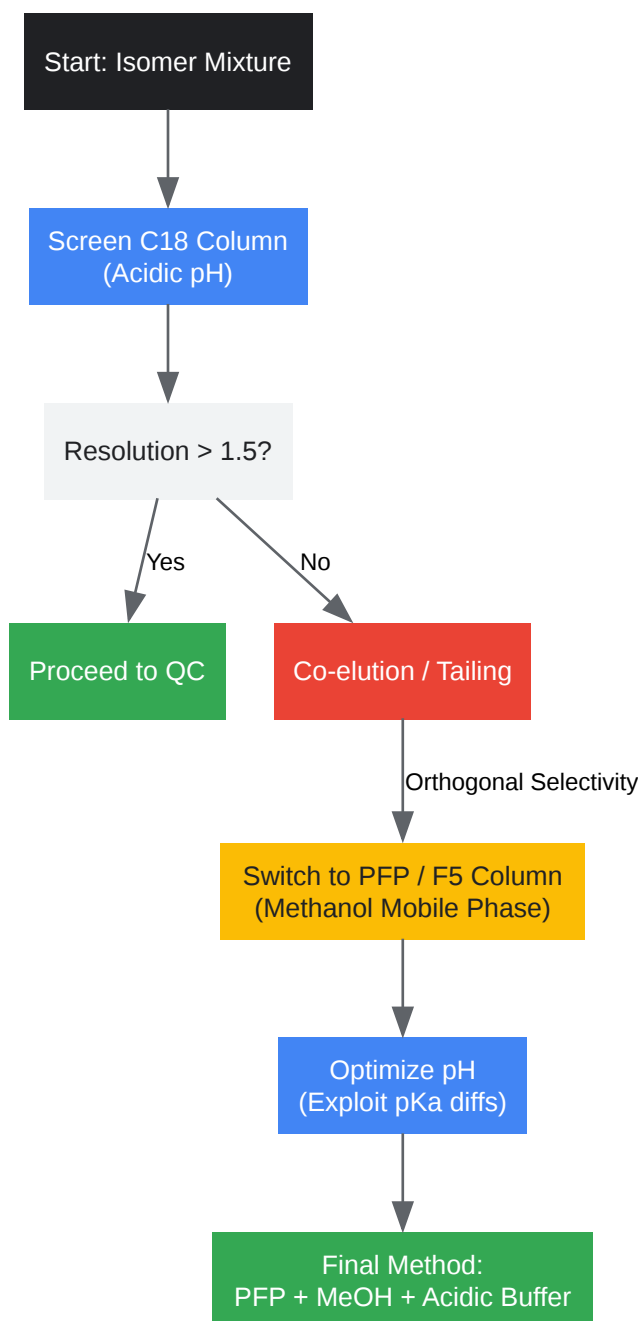 Start: Isomer Mixture
Screen C18 Column
(Acidic pH)
Resolution > 1.5?
Yes
No
Proceed to QC
Co-elution / Tailing
Orthogonal Selectivity
Switch to PFP / F5 Column
(Methanol Mobile Phase)
Optimize pH
(Exploit pKa diffs)
Final Method:
PFP + MeOH + Acidic Buffer